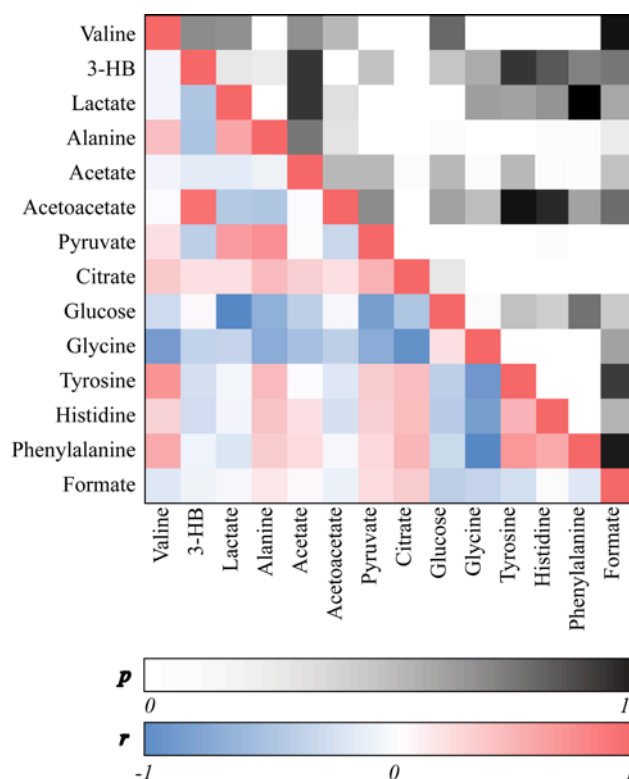 Valine
3-HB
Lactate
Alanine
Acetate
Acetoacetate
Pyruvate
Citrate
Glucose
Glycine
Tyrosine
Histidine
Phenylalanine
Formate
Valine
3-HB
Lactate
Alanine
Acetate
Acetoacetate
Pyruvate
Citrate
Glucose
Glycine
Tyrosine
Histidine
Phenylalanine
Formate
p
0 1
r
-1 0 1